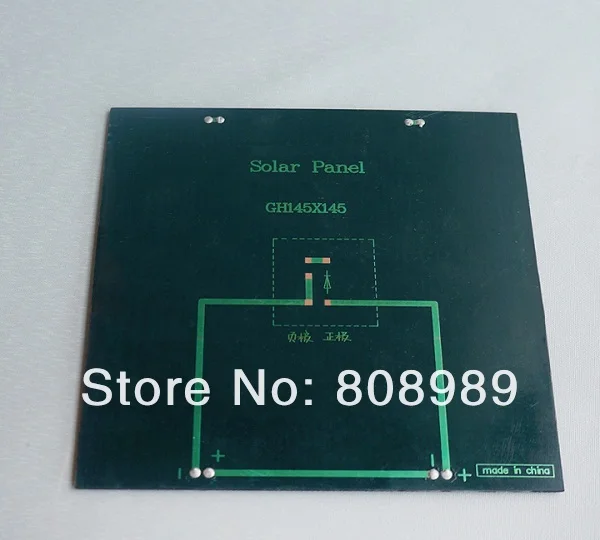 Solar Panel
GH145X145
负极 正极
Store No: 808989
+
- +
made in china